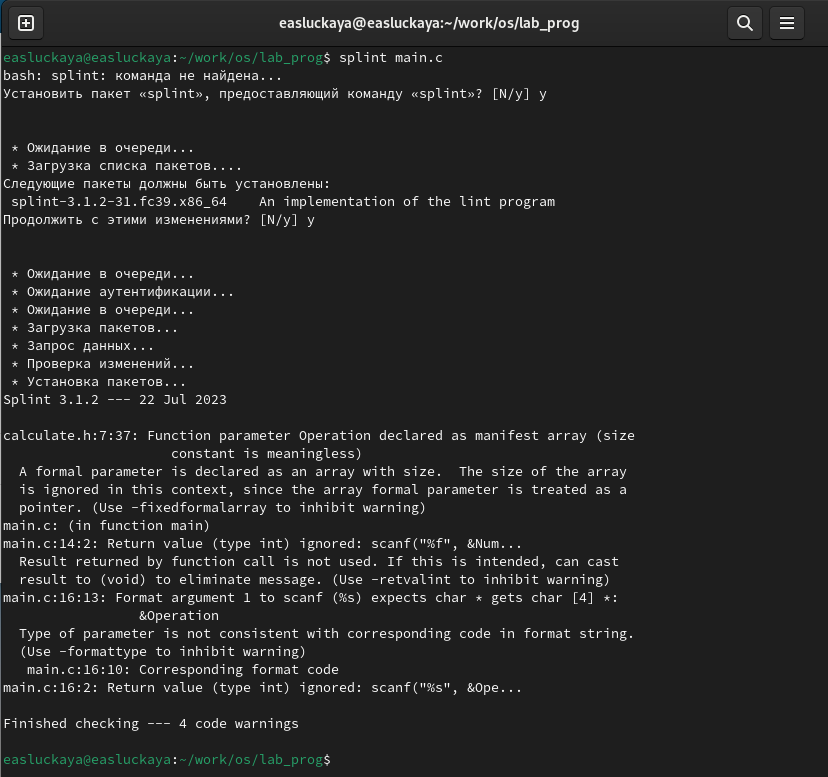 easluckaya@easluckaya:~/work/os/lab_prog
easluckaya@easluckaya:~/work/os/lab_prog$ splint main.c
bash: splint: команда не найдена...
Установить пакет «splint», предоставляющий команду «splint»? [N/y] y
* Ожидание в очереди...
* Загрузка списка пакетов....
Следующие пакеты должны быть установлены:
splint-3.1.2-31.fc39.x86_64    An implementation of the lint program
Продолжить с этими изменениями? [N/y] y
* Ожидание в очереди...
* Ожидание аутентификации...
* Ожидание в очереди...
* Загрузка пакетов...
* Запрос данных...
* Проверка изменений...
* Установка пакетов...
Splint 3.1.2 --- 22 Jul 2023
calculate.h:7:37: Function parameter Operation declared as manifest array (size
constant is meaningless)
A formal parameter is declared as an array with size.  The size of the array
is ignored in this context, since the array formal parameter is treated as a
pointer. (Use -fixedformalarray to inhibit warning)
main.c: (in function main)
main.c:14:2: Return value (type int) ignored: scanf("%f", &Num...
Result returned by function call is not used. If this is intended, can cast
result to (void) to eliminate message. (Use -retvalint to inhibit warning)
main.c:16:13: Format argument 1 to scanf (%s) expects char * gets char [4] *:
&Operation
Type of parameter is not consistent with corresponding code in format string.
(Use -formattype to inhibit warning)
main.c:16:10: Corresponding format code
main.c:16:2: Return value (type int) ignored: scanf("%s", &Ope...
Finished checking --- 4 code warnings
easluckaya@easluckaya:~/work/os/lab_prog$